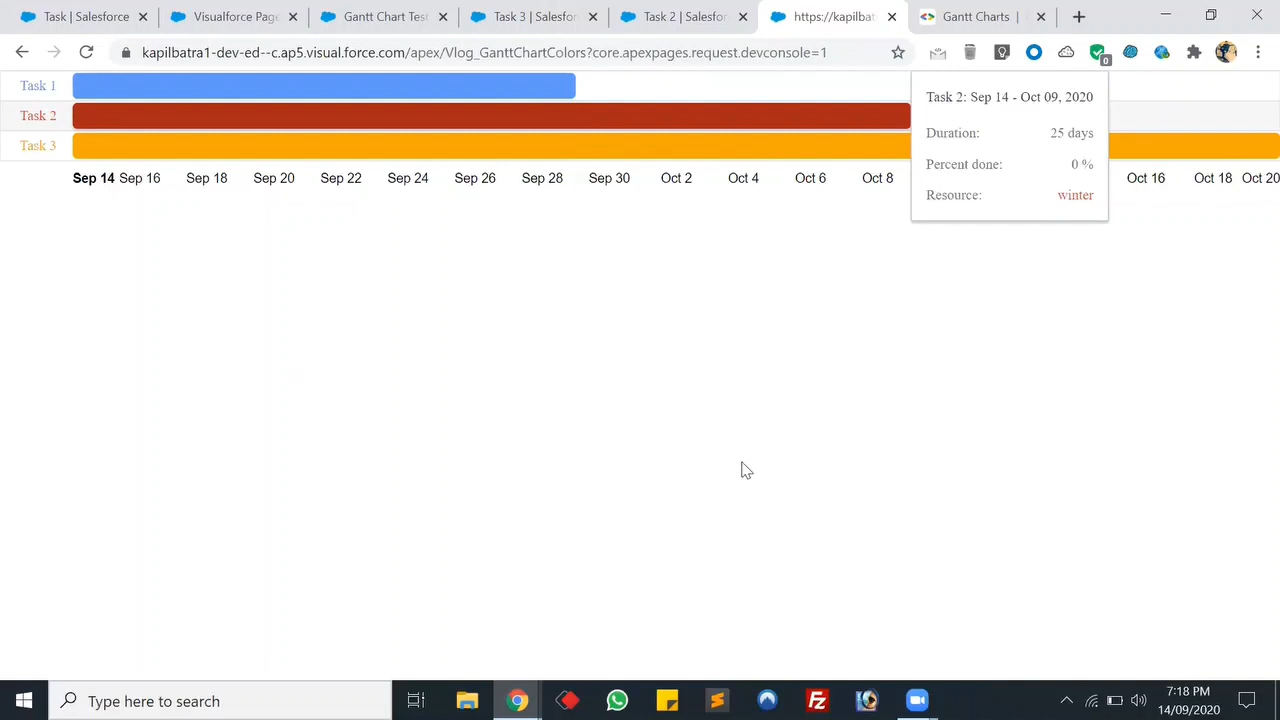 Task | Salesforce
Visualforce Page
Gantt Chart Test
Task 3 | Salesfor
Task 2 | Salesfor
https://kapilbat
Gantt Charts |
kapilbatra1-dev-ed--c.ap5.visual.force.com/apex/Vlog_GanttChartColors?core.apexpages.request.devconsole=1
0
Task 1
Task 2
Task 3
Sep 14 Sep 16 Sep 18 Sep 20 Sep 22 Sep 24 Sep 26 Sep 28 Sep 30 Oct 2 Oct 4 Oct 6 Oct 8 Oct 16 Oct 18 Oct 20
Task 2: Sep 14 - Oct 09, 2020
Duration: 25 days
Percent done: 0 %
Resource: winter
Type here to search
7:18 PM
14/09/2020